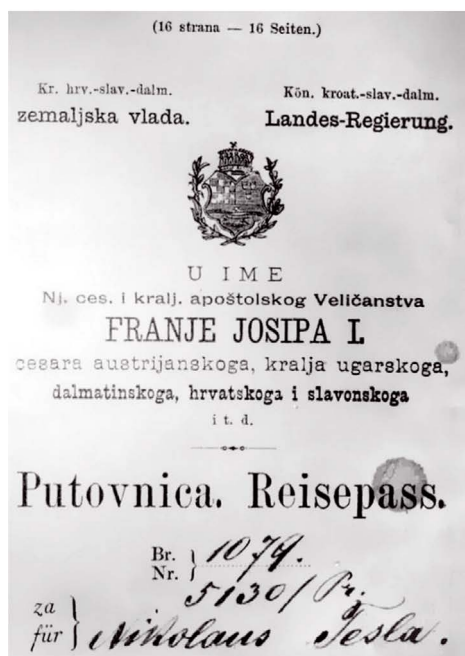 (16 strana — 16 Seiten.)
Kr. hrv.-slav.-dalm.
zemaljska vlada.
Kön. kroat.-slav.-dalm.
Landes-Regierung.
U IME
Nj. ces. i kralj. apoštolskog Veličanstva
FRANJE JOSIPA I.
cesara austrijanskoga, kralja ugarskoga,
dalmatinskoga, hrvatskoga i slavonskoga
i t. d.
Putovnica. Reisepass.
Br. 1079.
Nr. 5130/Pr.
za
für Nikolaus Tesla.